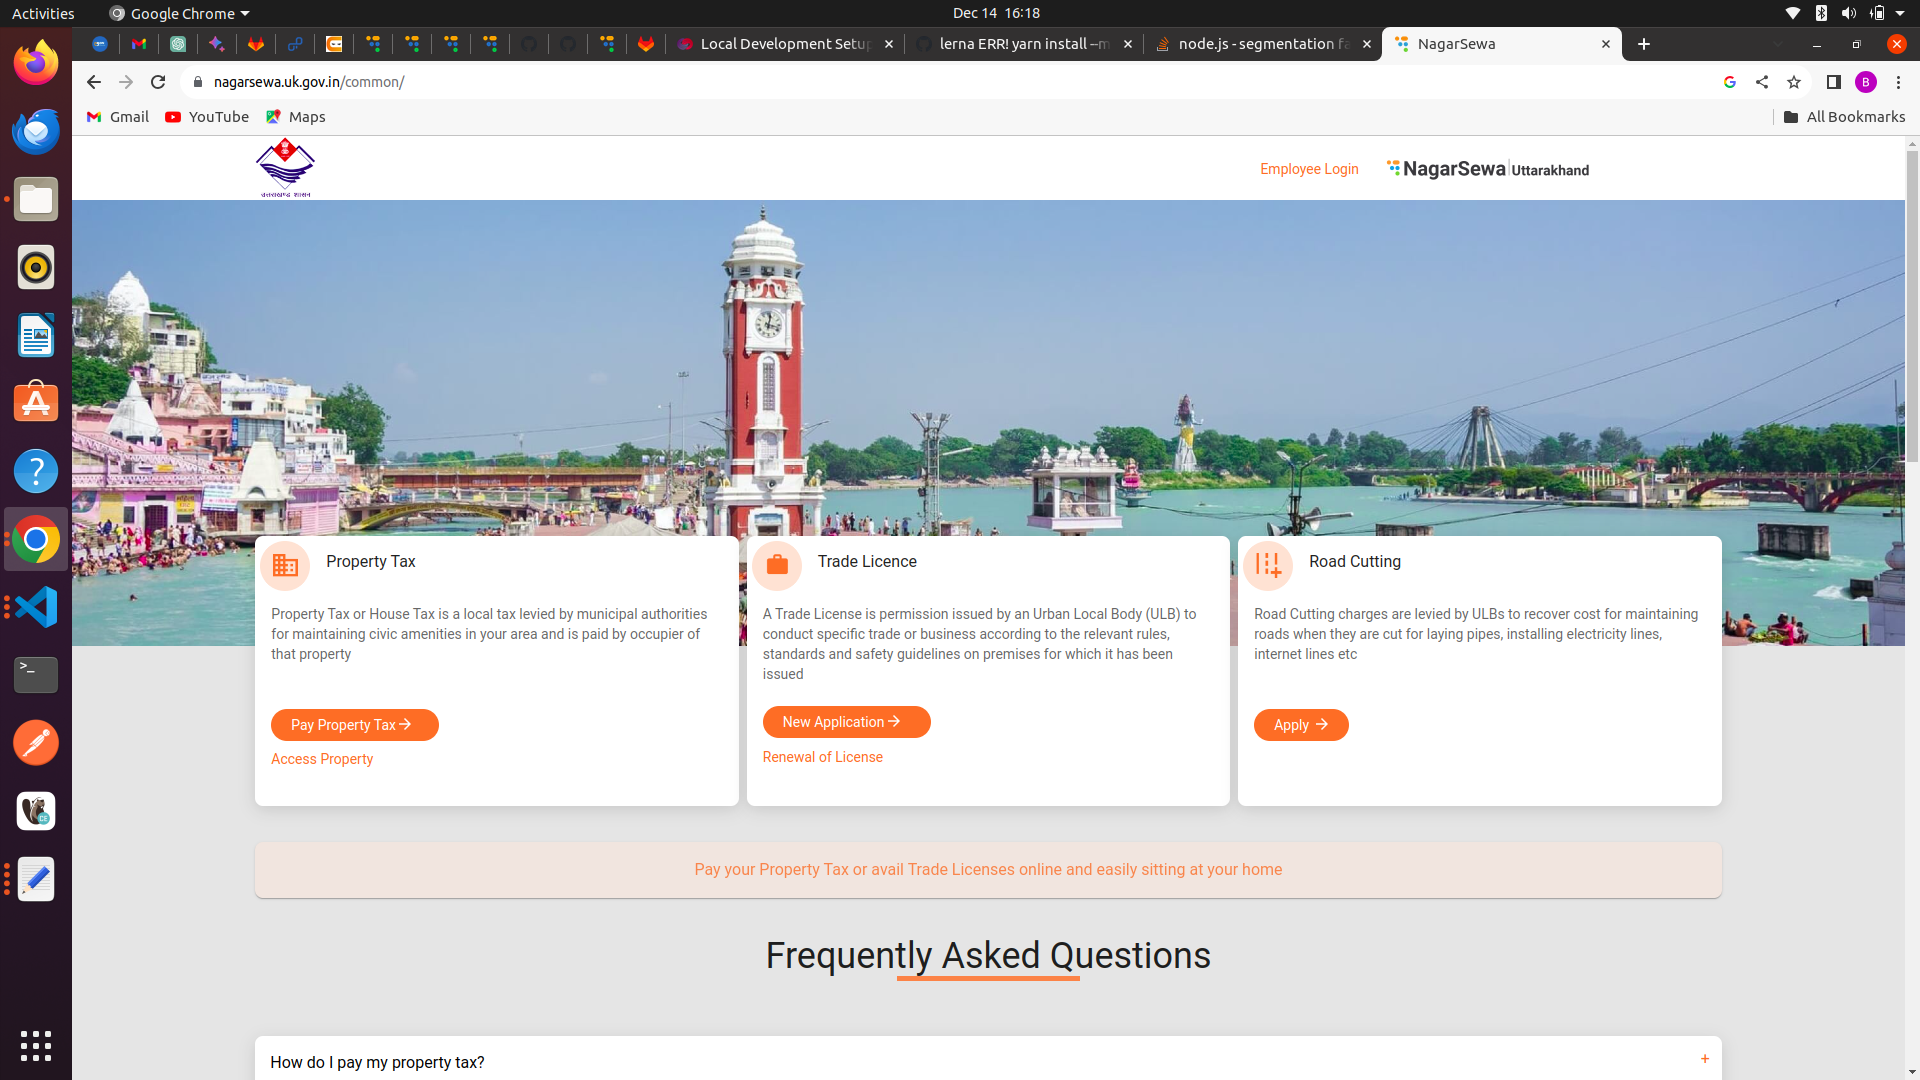 Activities
Google Chrome
Dec 14 16:18
Local Development Setup
lerna ERR! yarn install --m
node.js - segmentation fa
NagarSewa
nagarsewa.uk.gov.in/common/
B
Gmail
YouTube
Maps
All Bookmarks
उत्तराखण्ड शासन
Employee Login
NagarSewa
Uttarakhand
Property Tax
Property Tax or House Tax is a local tax levied by municipal authorities
for maintaining civic amenities in your area and is paid by occupier of
that property
Pay Property Tax
Access Property
Trade Licence
A Trade License is permission issued by an Urban Local Body (ULB) to
conduct specific trade or business according to the relevant rules,
standards and safety guidelines on premises for which it has been
issued
New Application
Renewal of License
Road Cutting
Road Cutting charges are levied by ULBs to recover cost for maintaining
roads when they are cut for laying pipes, installing electricity lines,
internet lines etc
Apply
Pay your Property Tax or avail Trade Licenses online and easily sitting at your home
Frequently Asked Questions
How do I pay my property tax?
+